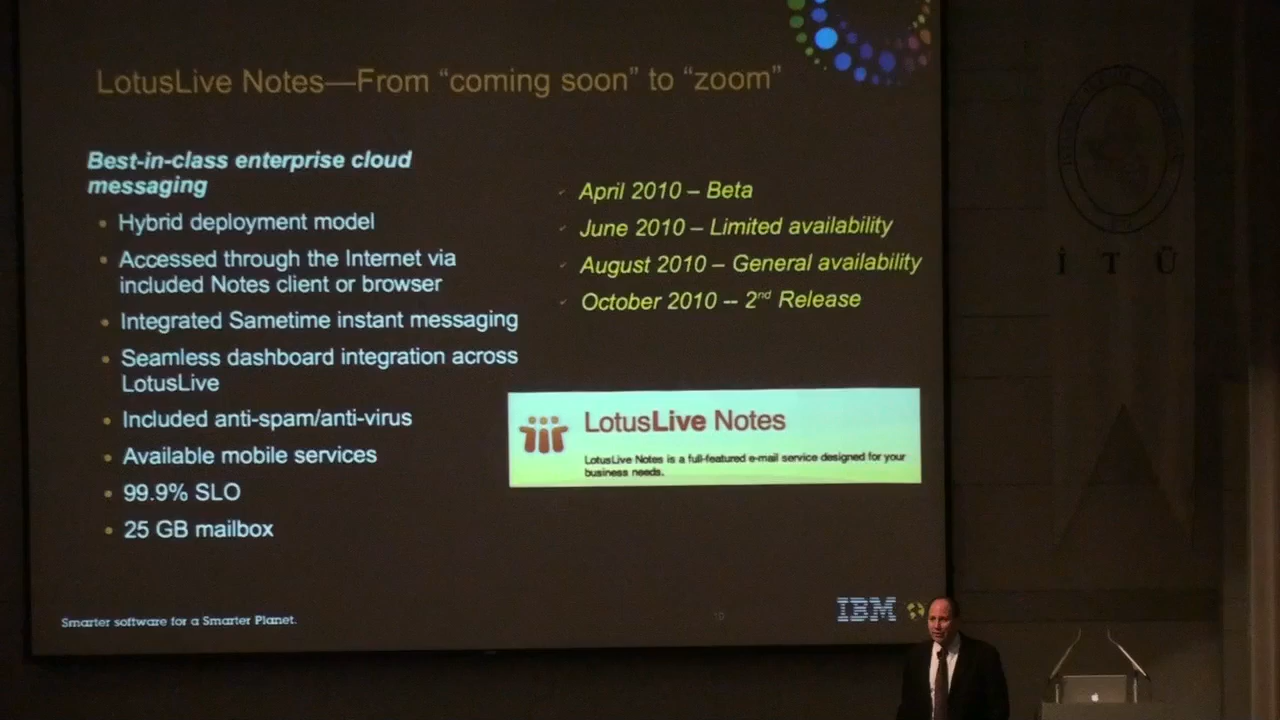 LotusLive Notes—From “coming soon” to “zoom”
Best-in-class enterprise cloud
messaging
Hybrid deployment model
Accessed through the Internet via
included Notes client or browser
Integrated Sametime instant messaging
Seamless dashboard integration across
LotusLive
Included anti-spam/anti-virus
Available mobile services
99.9% SLO
25 GB mailbox
April 2010 – Beta
June 2010 – Limited availability
August 2010 – General availability
October 2010 -- 2nd Release
LotusLive Notes
LotusLive Notes is a full-featured e-mail service designed for your
business needs.
Smarter software for a Smarter Planet.
IBM
İTÜ